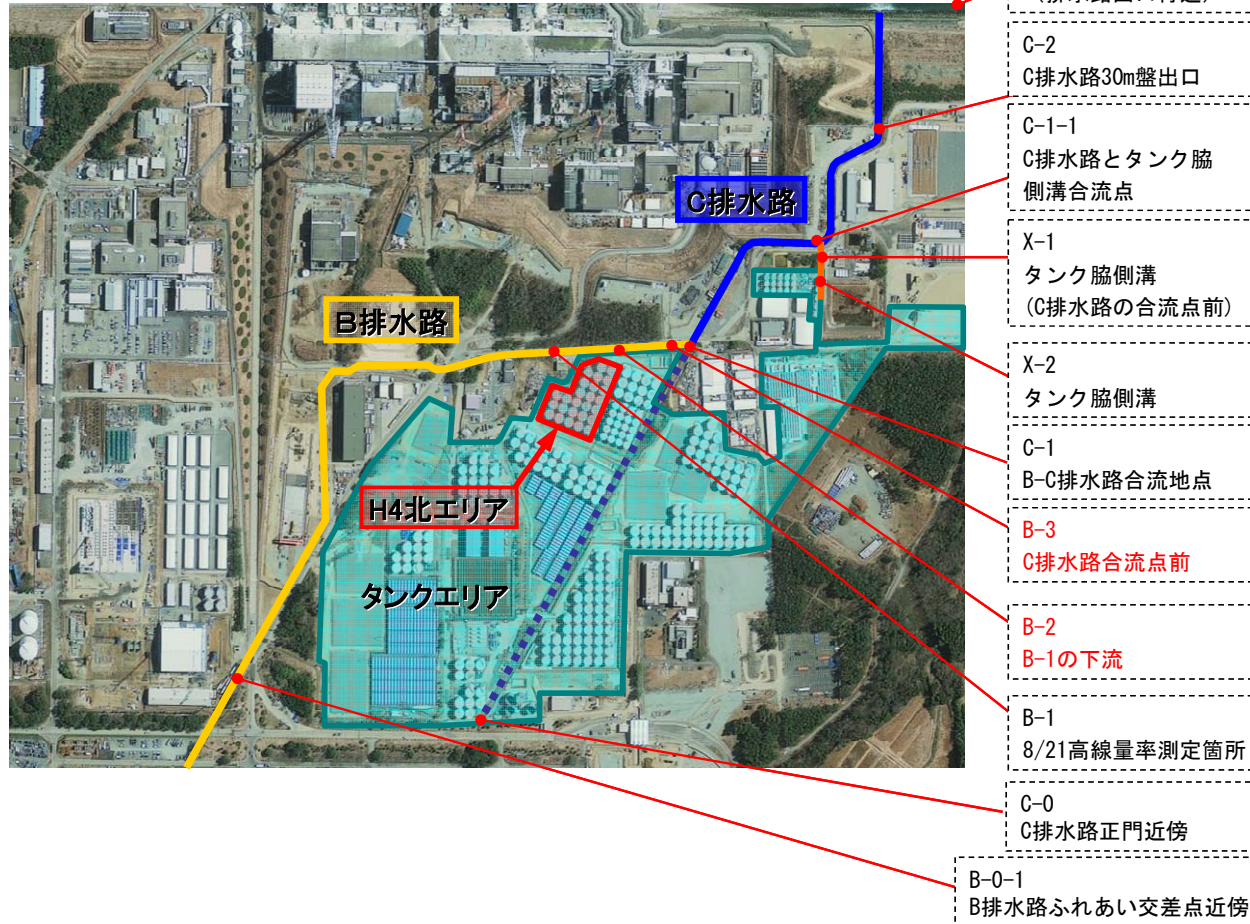 C-2
C排水路30m盤出口
C-1-1
C排水路とタンク脇
側溝合流点
C排水路
X-1
タンク脇側溝
(C排水路の合流点前)
B排水路
X-2
タンク脇側溝
C-1
B-C排水路合流地点
H4北エリア
B-3
C排水路合流点前
タンクエリア
B-2
B-1の下流
B-1
8/21高線量率測定箇所
C-0
C排水路正門近傍
B-0-1
B排水路ふれあい交差点近傍